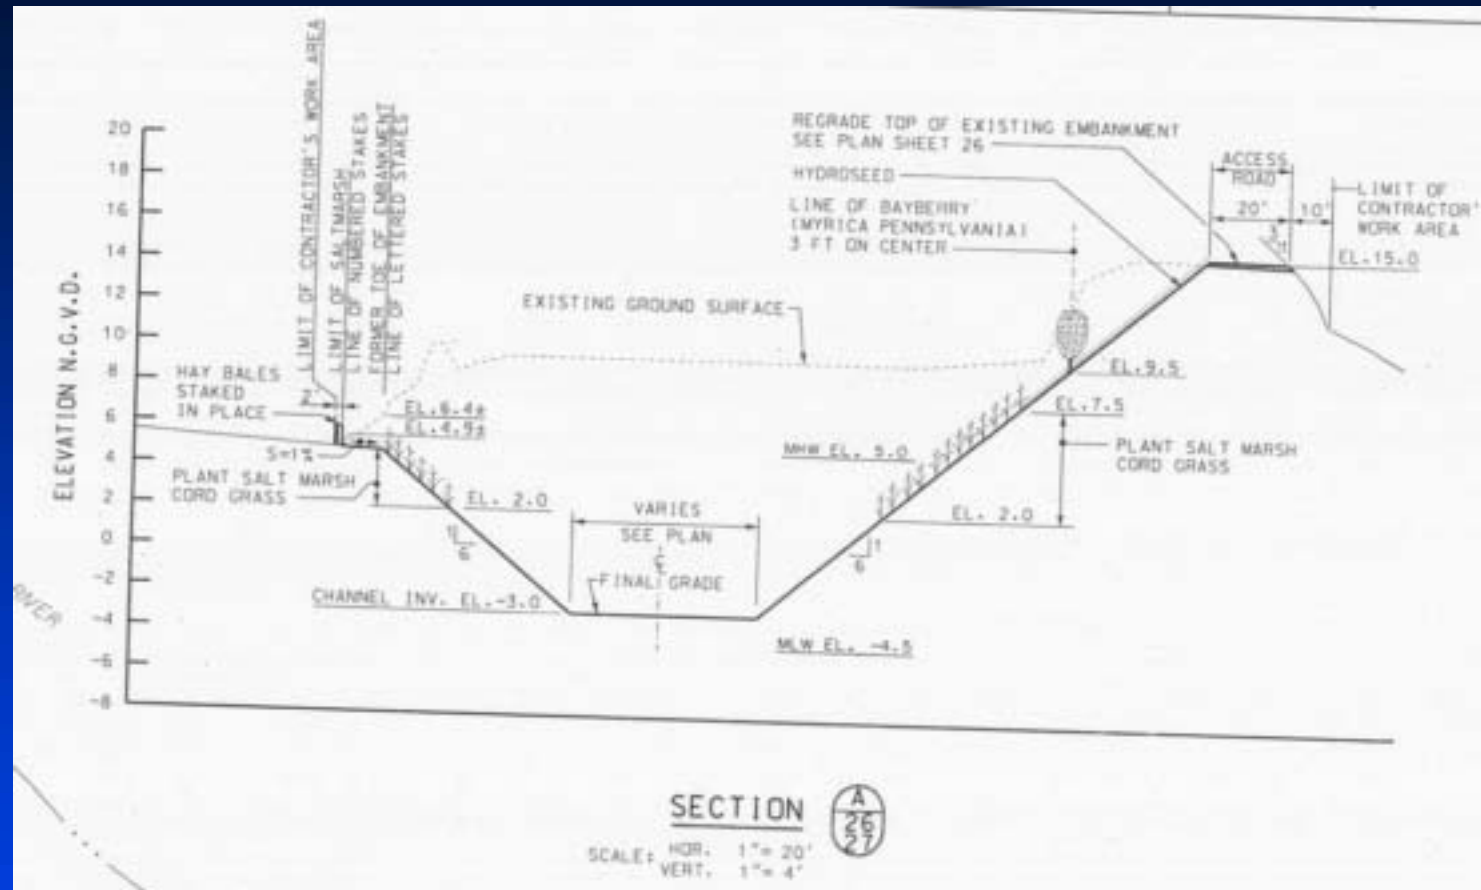 LIMIT OF CONTRACTOR'S WORK AREA
LIMIT OF SALTMARSH
LINE OF NUMBERED STAKES
FORMER TOE OF EMBANKMENT
LINE OF LETTERED STAKES
REGRADE TOP OF EXISTING EMBANKMENT
SEE PLAN SHEET 26
HYDROSEED
LINE OF BAYBERRY
(MYRICA PENNSYLVANIA)
3 FT ON CENTER
ACCESS
ROAD
20'
10'
LIMIT OF
CONTRACTOR'
WORK AREA
EL.15.0
ELEVATION N.G.V.D.
20
18
16
14
12
10
8
6
4
2
0
-2
-4
-6
-8
EXISTING GROUND SURFACE
HAY BALES
STAKED
IN PLACE
2'
EL.6.4±
EL.4.9±
S=1%
PLANT SALT MARSH
CORD GRASS
EL. 2.0
1
6
VARIES
SEE PLAN
℄
FINAL GRADE
CHANNEL INV. EL.-3.0
MLW EL. -4.5
MHW EL. 5.0
EL.9.5
EL.7.5
PLANT SALT MARSH
CORD GRASS
EL. 2.0
1
6
RIVER
SECTION
A
26
27
SCALE: HOR. 1"= 20'
VERT. 1"= 4'